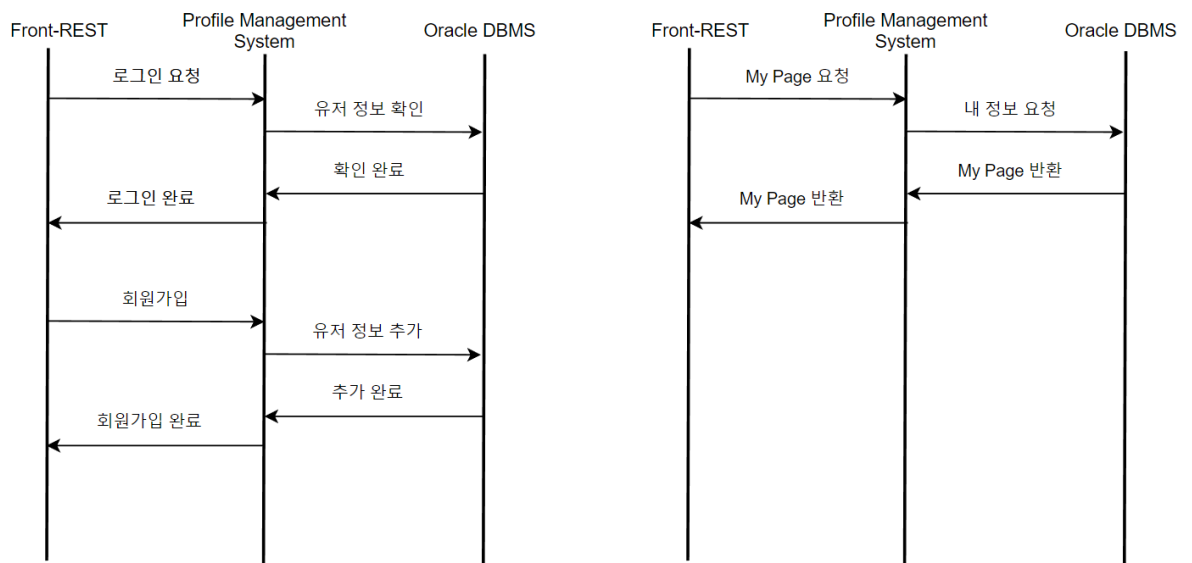 Front-REST
Profile Management
System
Oracle DBMS
로그인 요청
유저 정보 확인
확인 완료
로그인 완료
회원가입
유저 정보 추가
추가 완료
회원가입 완료
Front-REST
Profile Management
System
Oracle DBMS
My Page 요청
내 정보 요청
My Page 반환
My Page 반환